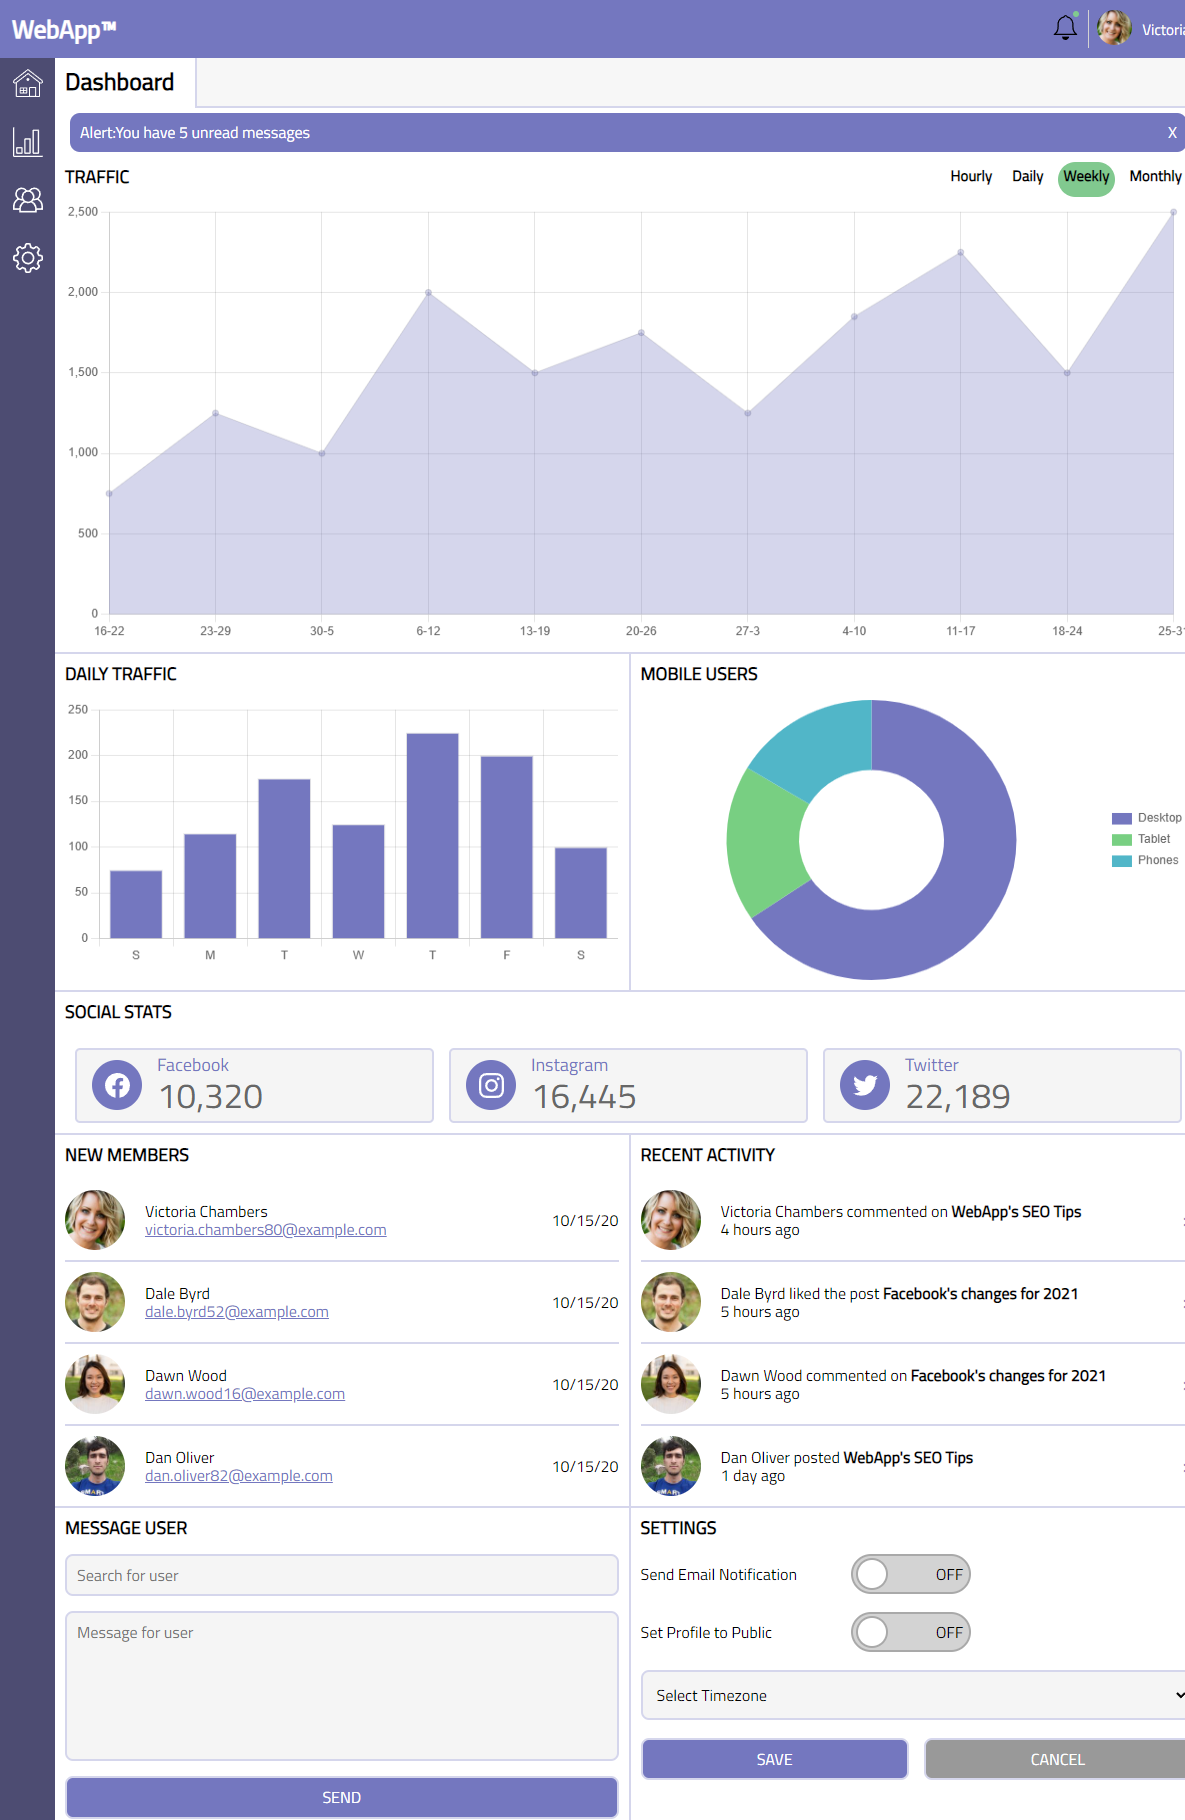 WebApp™
Victoria
Dashboard
Alert:You have 5 unread messages X
TRAFFIC
Hourly Daily Weekly Monthly
2,500
2,000
1,500
1,000
500
0
16-22 23-29 30-5 6-12 13-19 20-26 27-3 4-10 11-17 18-24 25-31
DAILY TRAFFIC
250
200
150
100
50
0
S M T W T F S
MOBILE USERS
Desktop
Tablet
Phones
SOCIAL STATS
Facebook
10,320
Instagram
16,445
Twitter
22,189
NEW MEMBERS
Victoria Chambers
victoria.chambers80@example.com
10/15/20
Dale Byrd
dale.byrd52@example.com
10/15/20
Dawn Wood
dawn.wood16@example.com
10/15/20
Dan Oliver
dan.oliver82@example.com
10/15/20
RECENT ACTIVITY
Victoria Chambers commented on WebApp's SEO Tips
4 hours ago
Dale Byrd liked the post Facebook's changes for 2021
5 hours ago
Dawn Wood commented on Facebook's changes for 2021
5 hours ago
Dan Oliver posted WebApp's SEO Tips
1 day ago
MESSAGE USER
Search for user
Message for user
SEND
SETTINGS
Send Email Notification OFF
Set Profile to Public OFF
Select Timezone
SAVE CANCEL